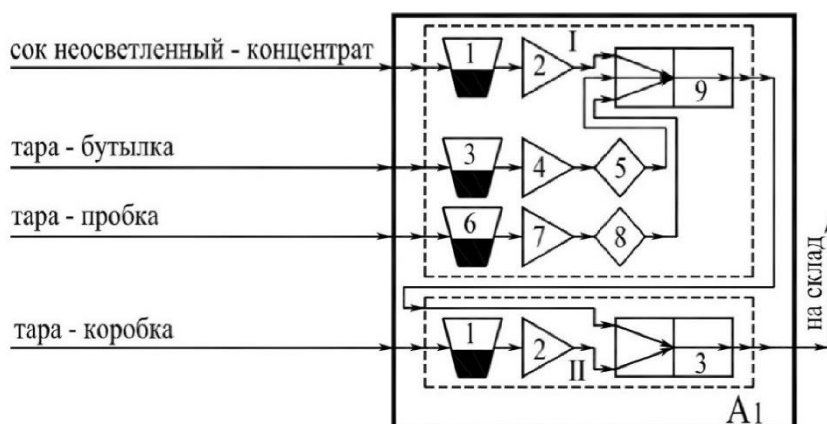 сок неосветленный - концентрат
1
2
I
9
тара - бутылка
3
4
5
тара - пробка
6
7
8
на склад
тара - коробка
1
2
II
3
A1